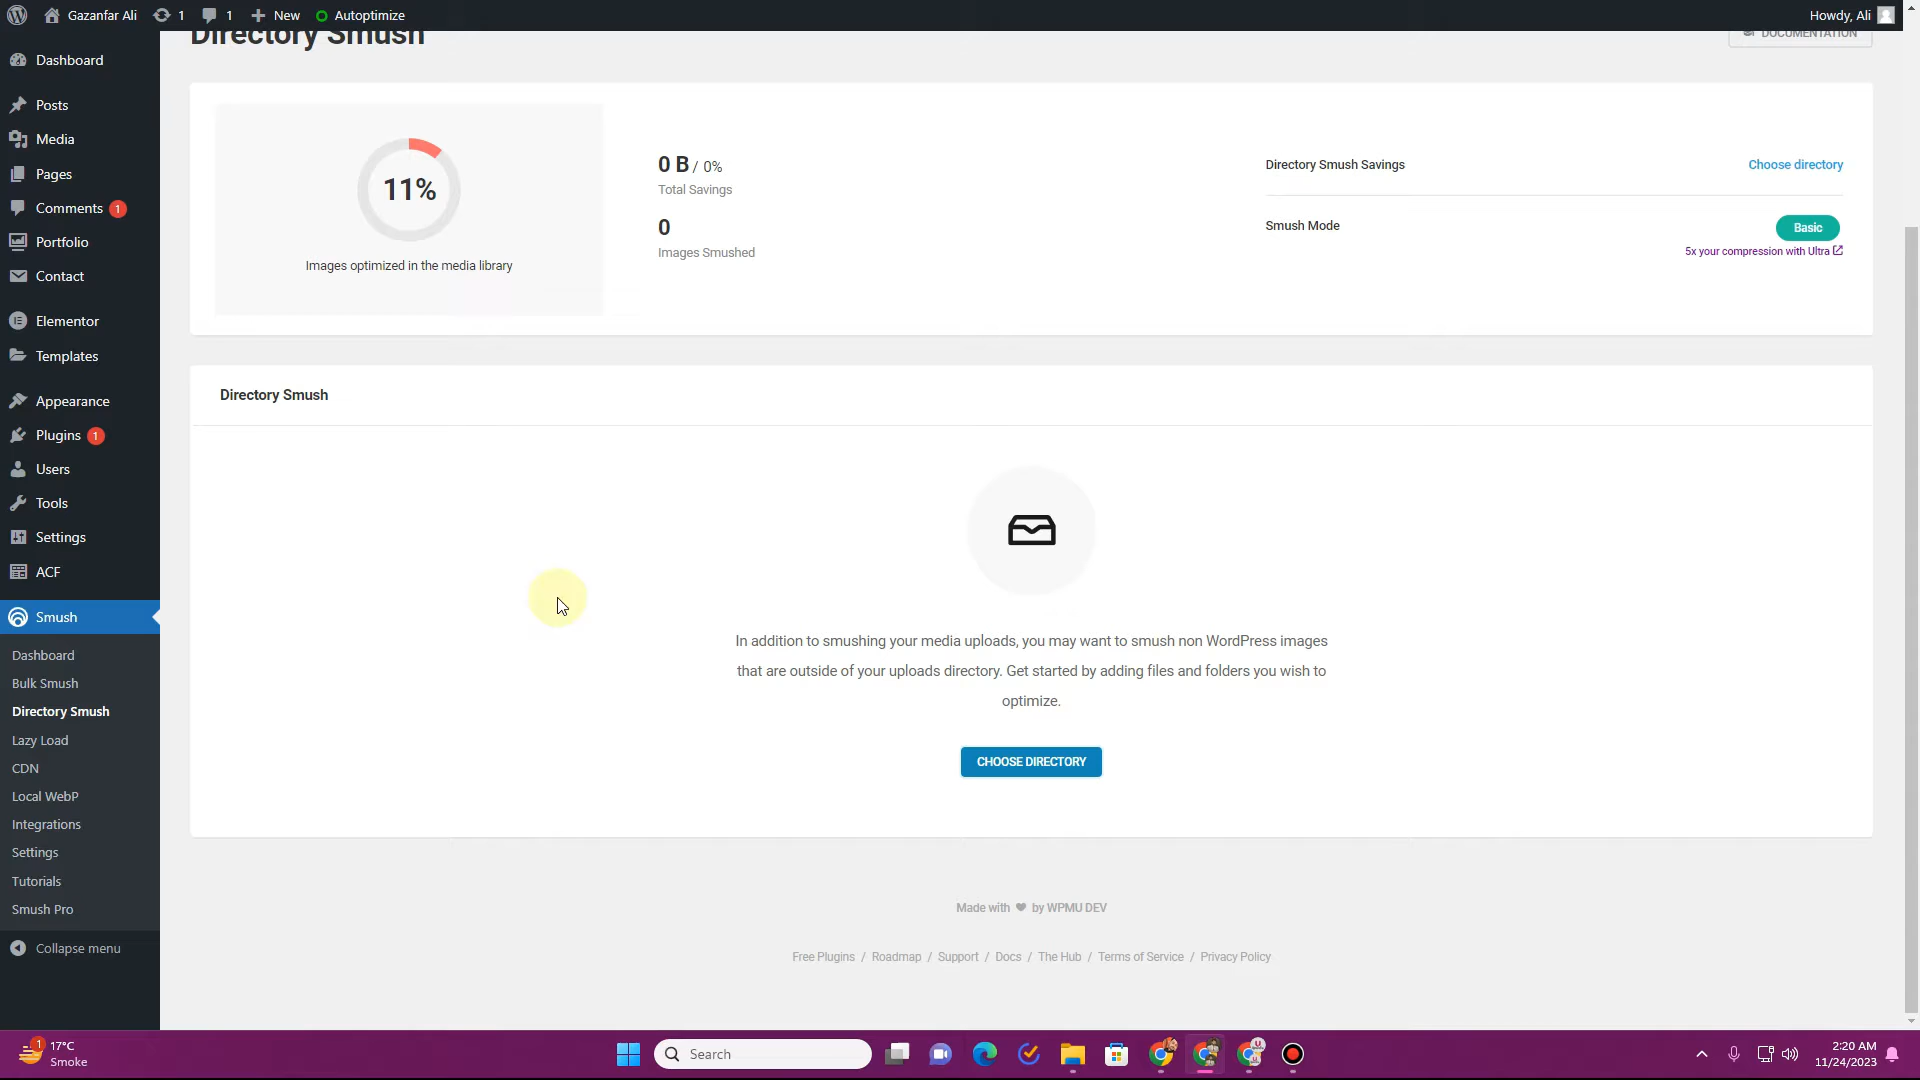 Gazanfar Ali 1 1 New Autoptimize Howdy, Ali
Directory Smush
DOCUMENTATION
Dashboard
Posts
Media
Pages
Comments 1
Portfolio
Contact
Elementor
Templates
Appearance
Plugins 1
Users
Tools
Settings
ACF
Smush
Dashboard
Bulk Smush
Directory Smush
Lazy Load
CDN
Local WebP
Integrations
Settings
Tutorials
Smush Pro
Collapse menu
11%
Images optimized in the media library
0 B / 0%
Total Savings
0
Images Smushed
Directory Smush Savings Choose directory
Smush Mode Basic
5x your compression with Ultra
Directory Smush
In addition to smushing your media uploads, you may want to smush non WordPress images
that are outside of your uploads directory. Get started by adding files and folders you wish to
optimize.
CHOOSE DIRECTORY
Made with ❤ by WPMU DEV
Free Plugins / Roadmap / Support / Docs / The Hub / Terms of Service / Privacy Policy
1
17°C
Smoke
Search
2:20 AM
11/24/2023